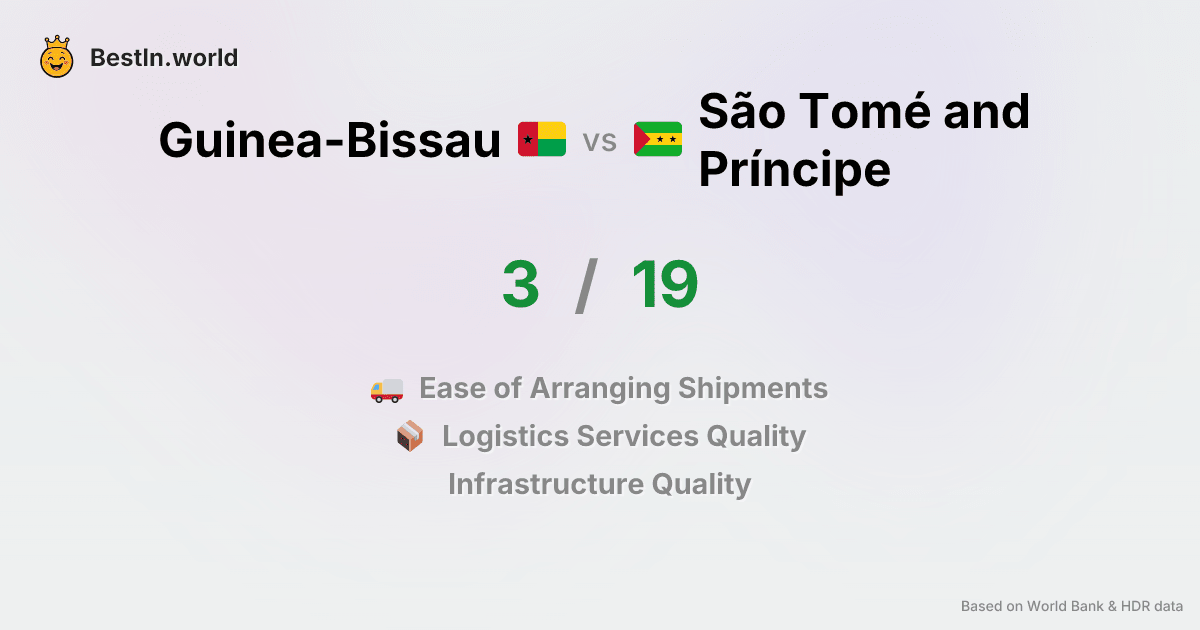 BestIn.world
Guinea-Bissau vs São Tomé and
Príncipe
3 / 19
Ease of Arranging Shipments
Logistics Services Quality
Infrastructure Quality
Based on World Bank & HDR data